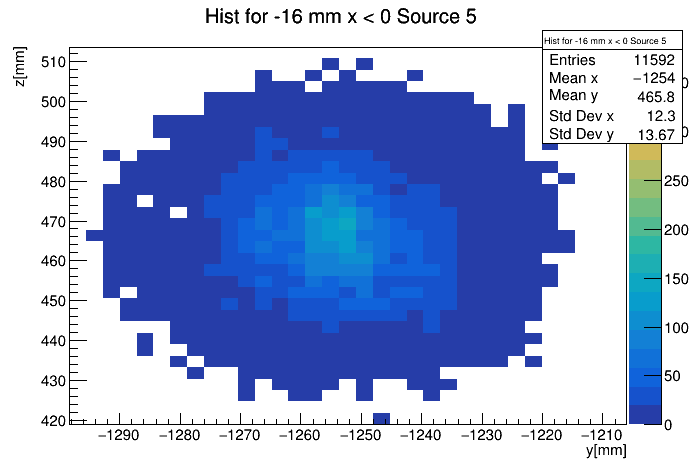 Hist for -16 mm x < 0 Source 5
z[mm]
Hist for -16 mm x < 0 Source 5
Entries 11592
Mean x −1254
Mean y 465.8
Std Dev x 12.3
Std Dev y 13.67
510
500
490
480
470
460
450
440
430
420
−1290 −1280 −1270 −1260 −1250 −1240 −1230 −1220 −1210
y[mm]
250
200
150
100
50
0